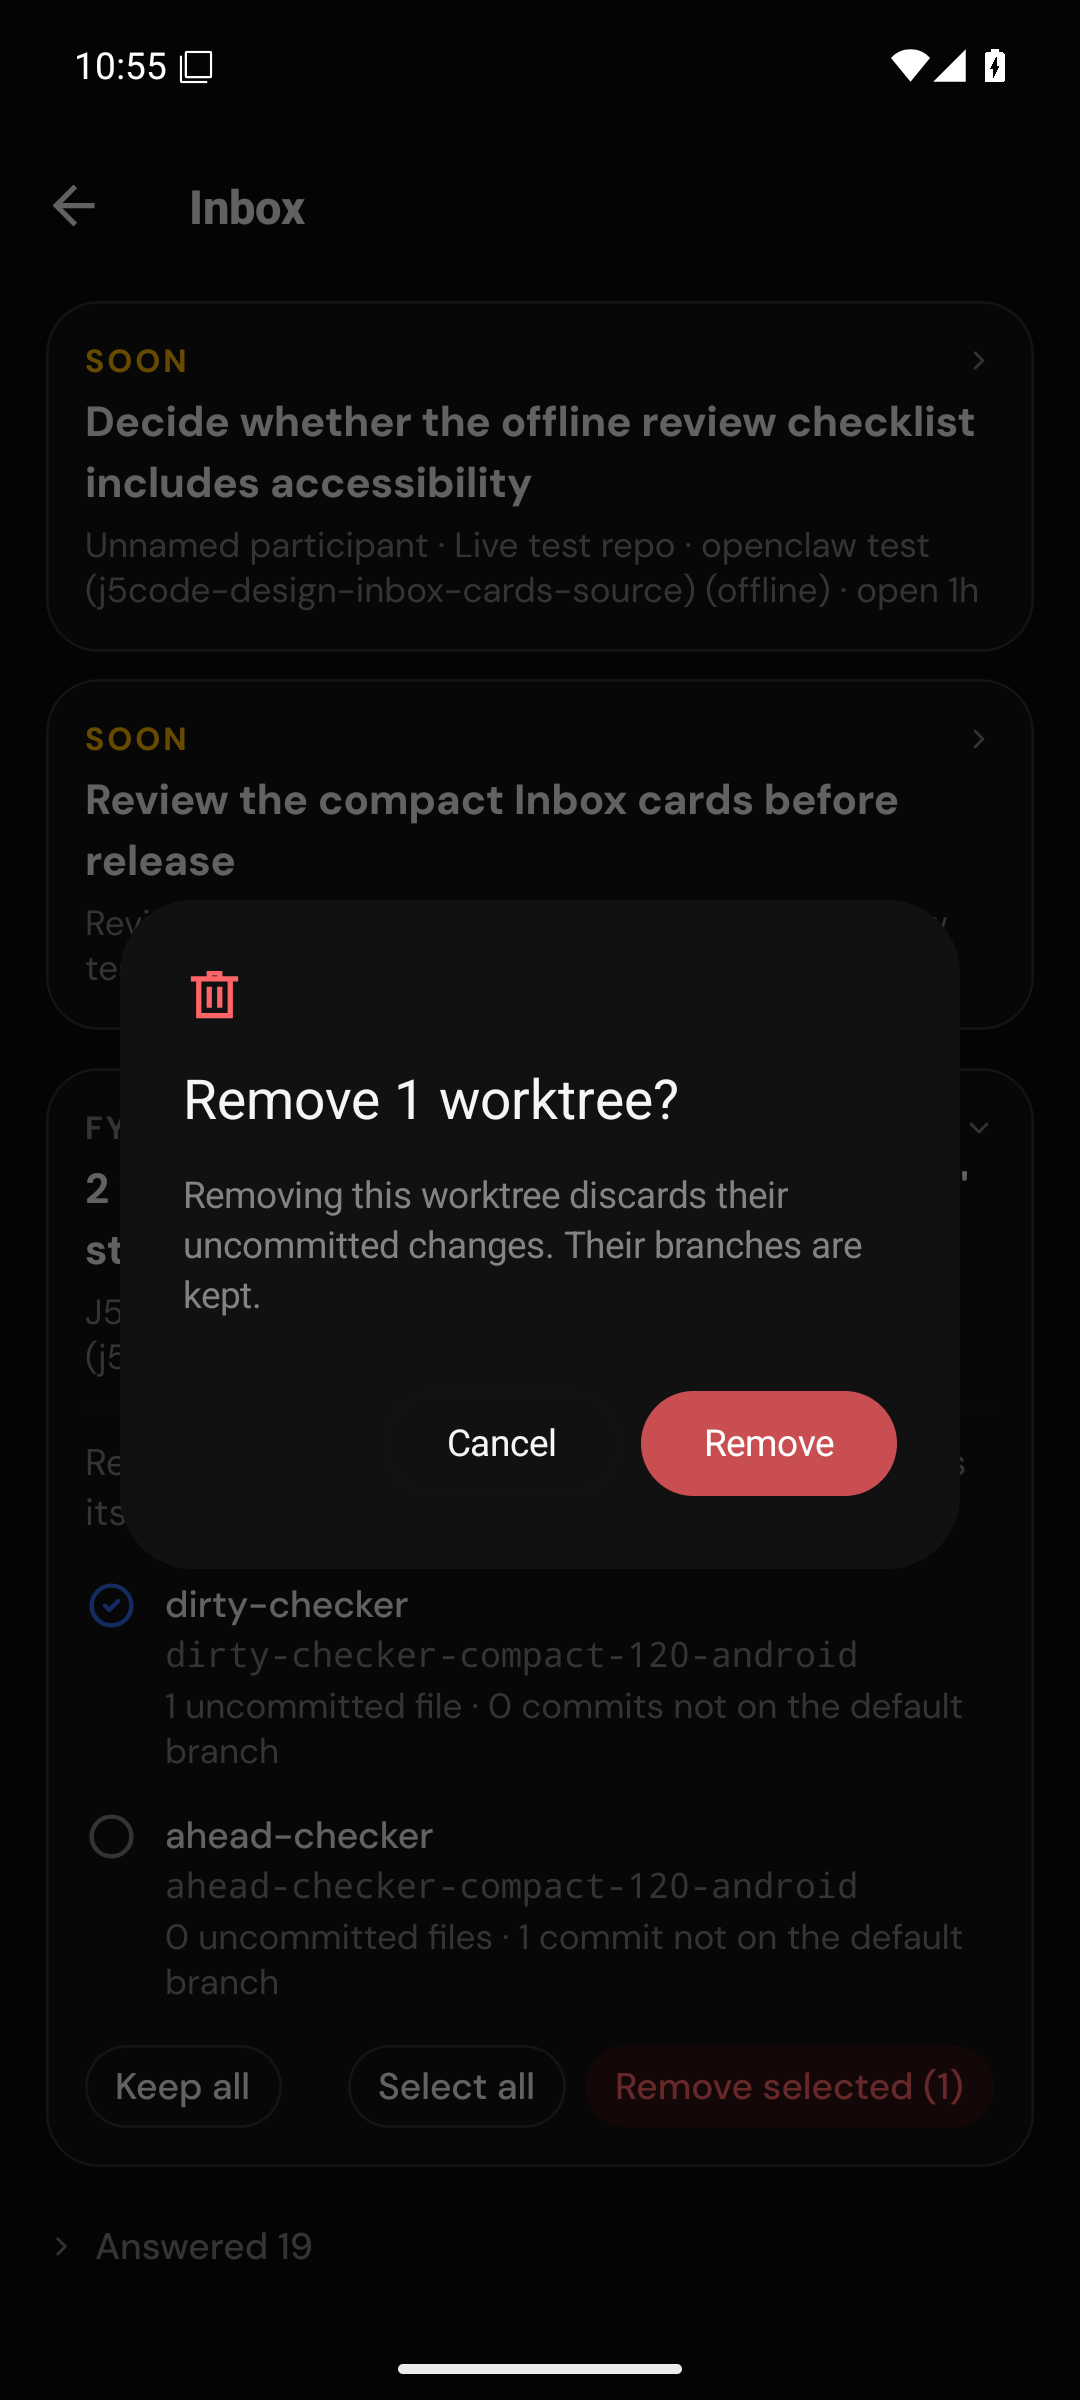 10:55
Inbox
SOON
Decide whether the offline review checklist
includes accessibility
Unnamed participant · Live test repo · openclaw test
(j5code-design-inbox-cards-source) (offline) · open 1h
SOON
Review the compact Inbox cards before
release
Remove 1 worktree?
Removing this worktree discards their
uncommitted changes. Their branches are
kept.
Cancel
Remove
2
its
dirty-checker
dirty-checker-compact-120-android
1 uncommitted file · 0 commits not on the default
branch
ahead-checker
ahead-checker-compact-120-android
0 uncommitted files · 1 commit not on the default
branch
Keep all
Select all
Remove selected (1)
Answered 19